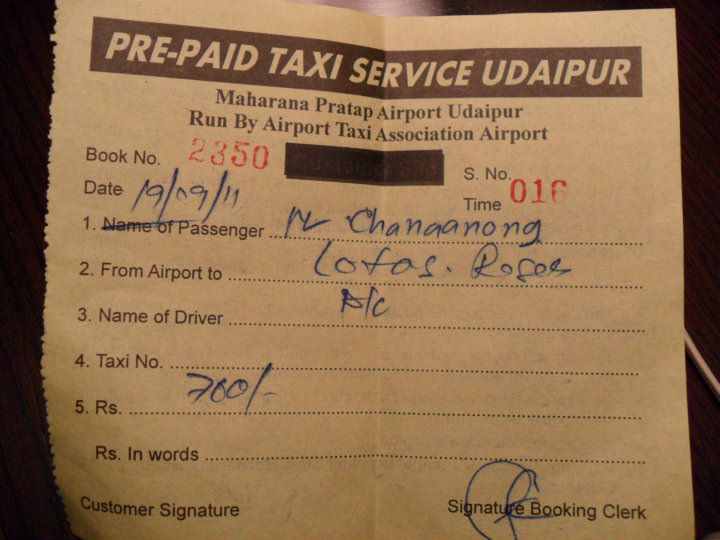 PRE-PAID TAXI SERVICE UDAIPUR
Maharana Pratap Airport Udaipur
Run By Airport Taxi Association Airport
Book No. 2350 S. No. 016
Date 19/09/11 Time
1. Name of Passenger Changanong
2. From Airport to Lotas. Roses
3. Name of Driver A/c
4. Taxi No.
5. Rs. 700/-
Rs. In words
Customer Signature Signature Booking Clerk